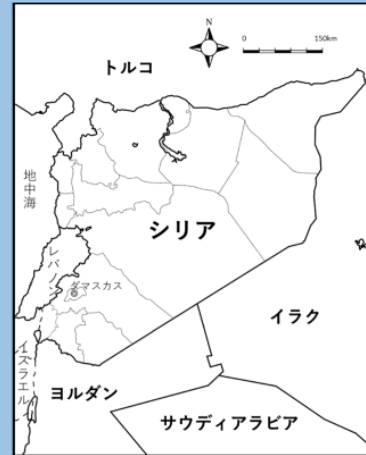 N
0 150km
トルコ
地中海
シリア
レバノン
ダマスカス
イラク
イスラエル
ヨルダン
サウディアラビア